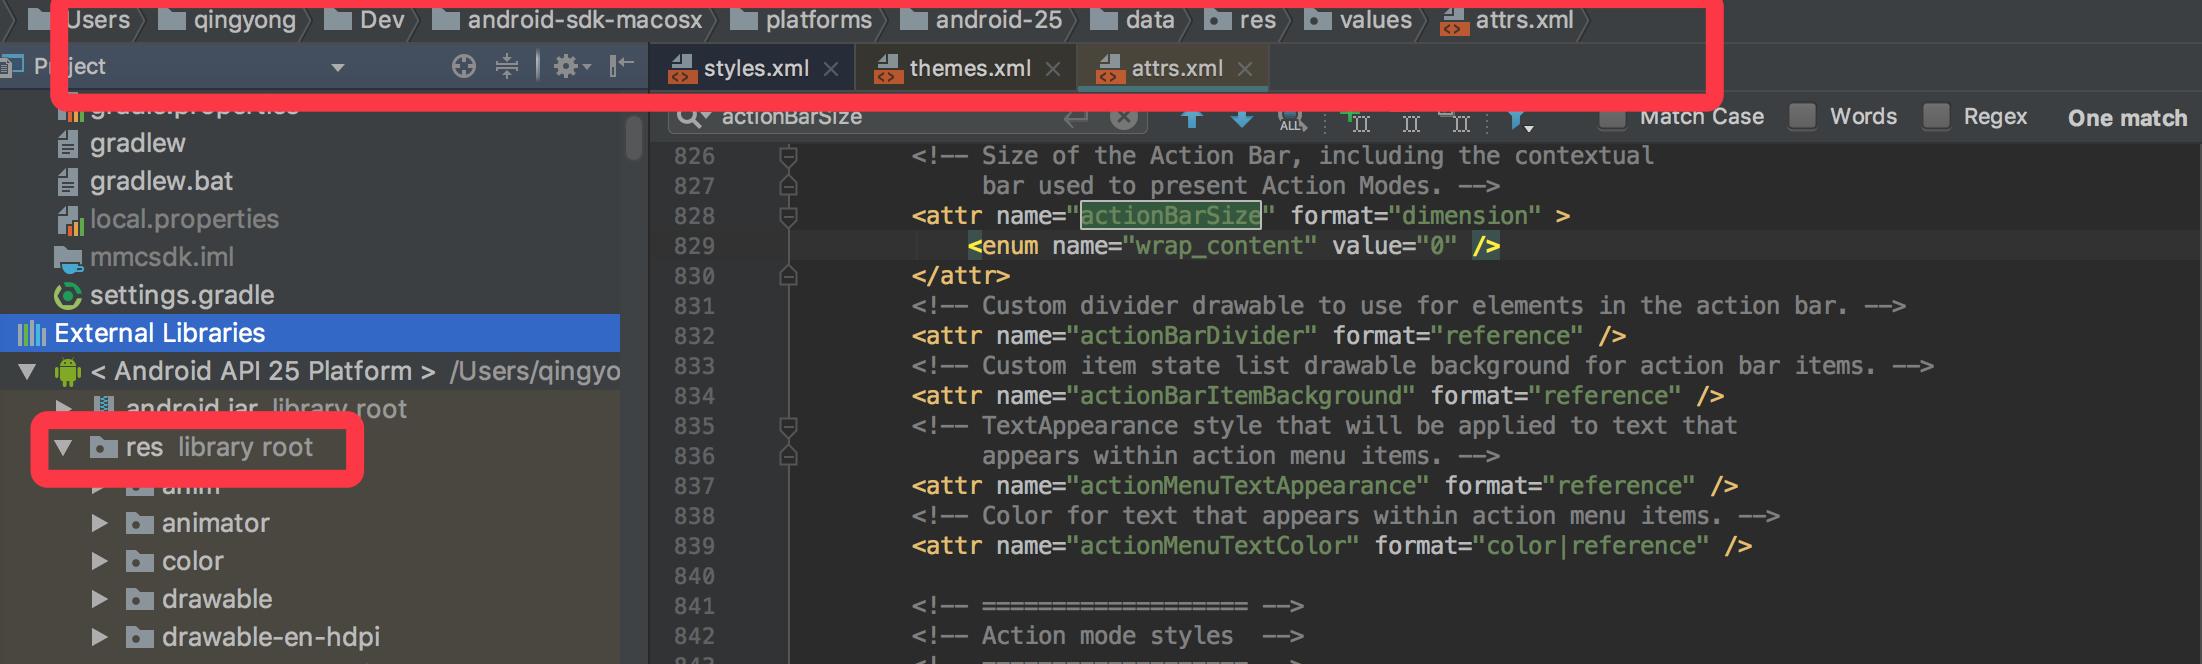 Users qingyong Dev android-sdk-macosx platforms android-25 data res values attrs.xml
Project
styles.xml themes.xml attrs.xml
actionBarSize Match Case Words Regex One match
gradle.properties
gradlew
gradlew.bat
local.properties
mmcsdk.iml
settings.gradle
External Libraries
< Android API 25 Platform > /Users/qingyo
android.jar library root
res library root
anim
animator
color
drawable
drawable-en-hdpi
826 <!-- Size of the Action Bar, including the contextual
827 bar used to present Action Modes. -->
828 <attr name="actionBarSize" format="dimension" >
829 <enum name="wrap_content" value="0" />
830 </attr>
831 <!-- Custom divider drawable to use for elements in the action bar. -->
832 <attr name="actionBarDivider" format="reference" />
833 <!-- Custom item state list drawable background for action bar items. -->
834 <attr name="actionBarItemBackground" format="reference" />
835 <!-- TextAppearance style that will be applied to text that
836 appears within action menu items. -->
837 <attr name="actionMenuTextAppearance" format="reference" />
838 <!-- Color for text that appears within action menu items. -->
839 <attr name="actionMenuTextColor" format="color|reference" />
840
841 <!-- =================== -->
842 <!-- Action mode styles -->
843 <!-- =================== -->